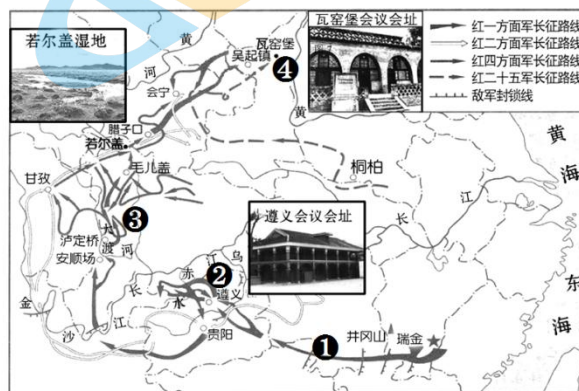 若尔盖湿地
瓦窑堡会议会址
红一方面军长征路线
红二方面军长征路线
红四方面军长征路线
红二十五军长征路线
敌军封锁线
黄
河
瓦窑堡
吴起镇
❹
会宁
黄
腊子口
若尔盖
毛儿盖
甘孜
桐柏
黄
海
❸
大
渡
河
泸定桥
安顺场
遵义会议会址
长
江
东
海
赤
江
乌
❷
水
遵义
长
江
金
沙
贵阳
❶
井冈山
瑞金